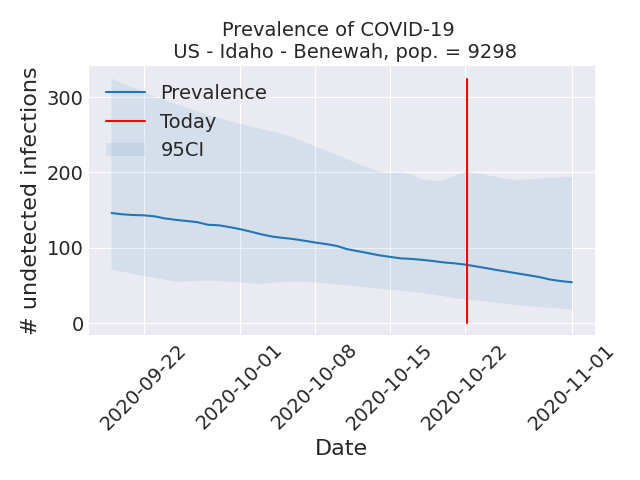 Prevalence of COVID-19
US - Idaho - Benewah, pop. = 9298
# undetected infections
300
200
100
0
Prevalence
Today
95CI
2020-09-22
2020-10-01
2020-10-08
2020-10-15
2020-10-22
2020-11-01
Date